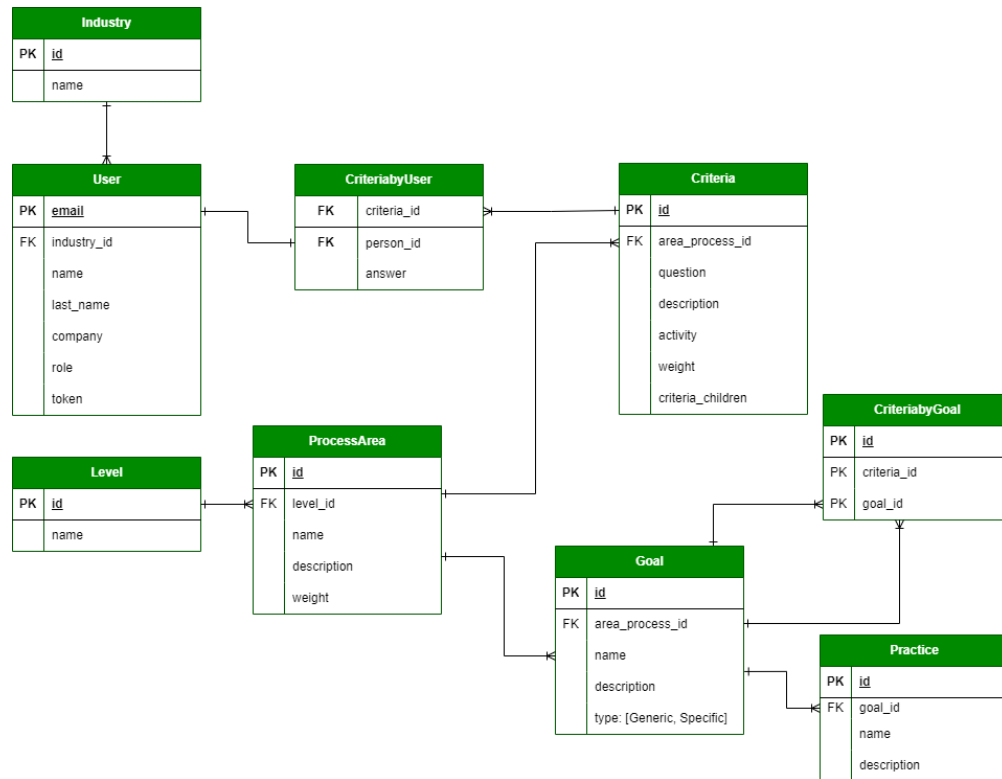 Industry
PK id
name
User
PK email
FK industry_id
name
last_name
company
role
token
CriteriabyUser
FK criteria_id
FK person_id
answer
Criteria
PK id
FK area_process_id
question
description
activity
weight
criteria_children
Level
PK id
name
ProcessArea
PK id
FK level_id
name
description
weight
CriteriabyGoal
PK id
PK criteria_id
PK goal_id
Goal
PK id
FK area_process_id
name
description
type: [Generic, Specific]
Practice
PK id
FK goal_id
name
description